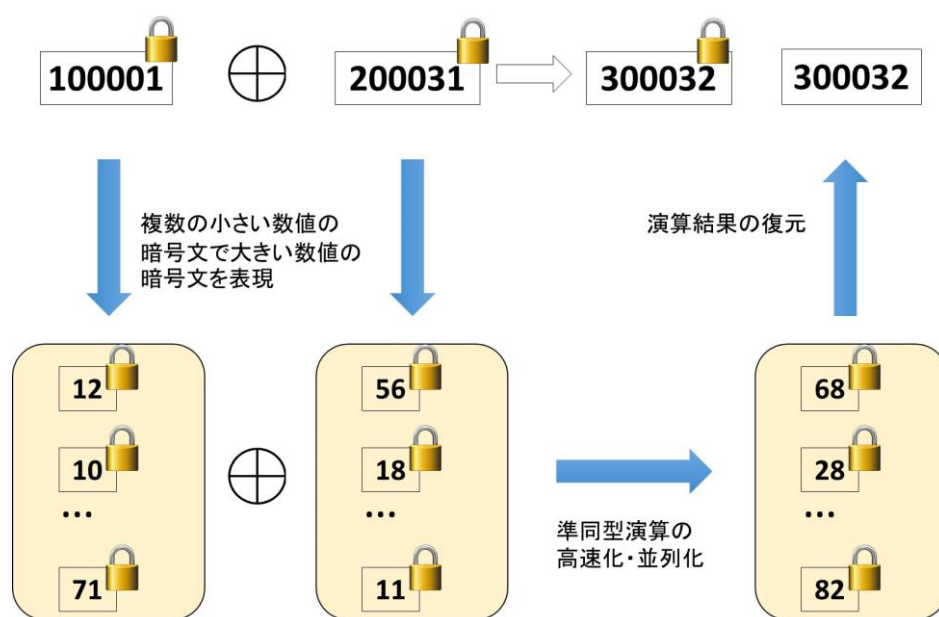 100001 200031 300032 300032
複数の小さい数値の
暗号文で大きい数値の
暗号文を表現
演算結果の復元
12 56 68
10 18 28
... ... ...
71 11 82
準同型演算の
高速化・並列化